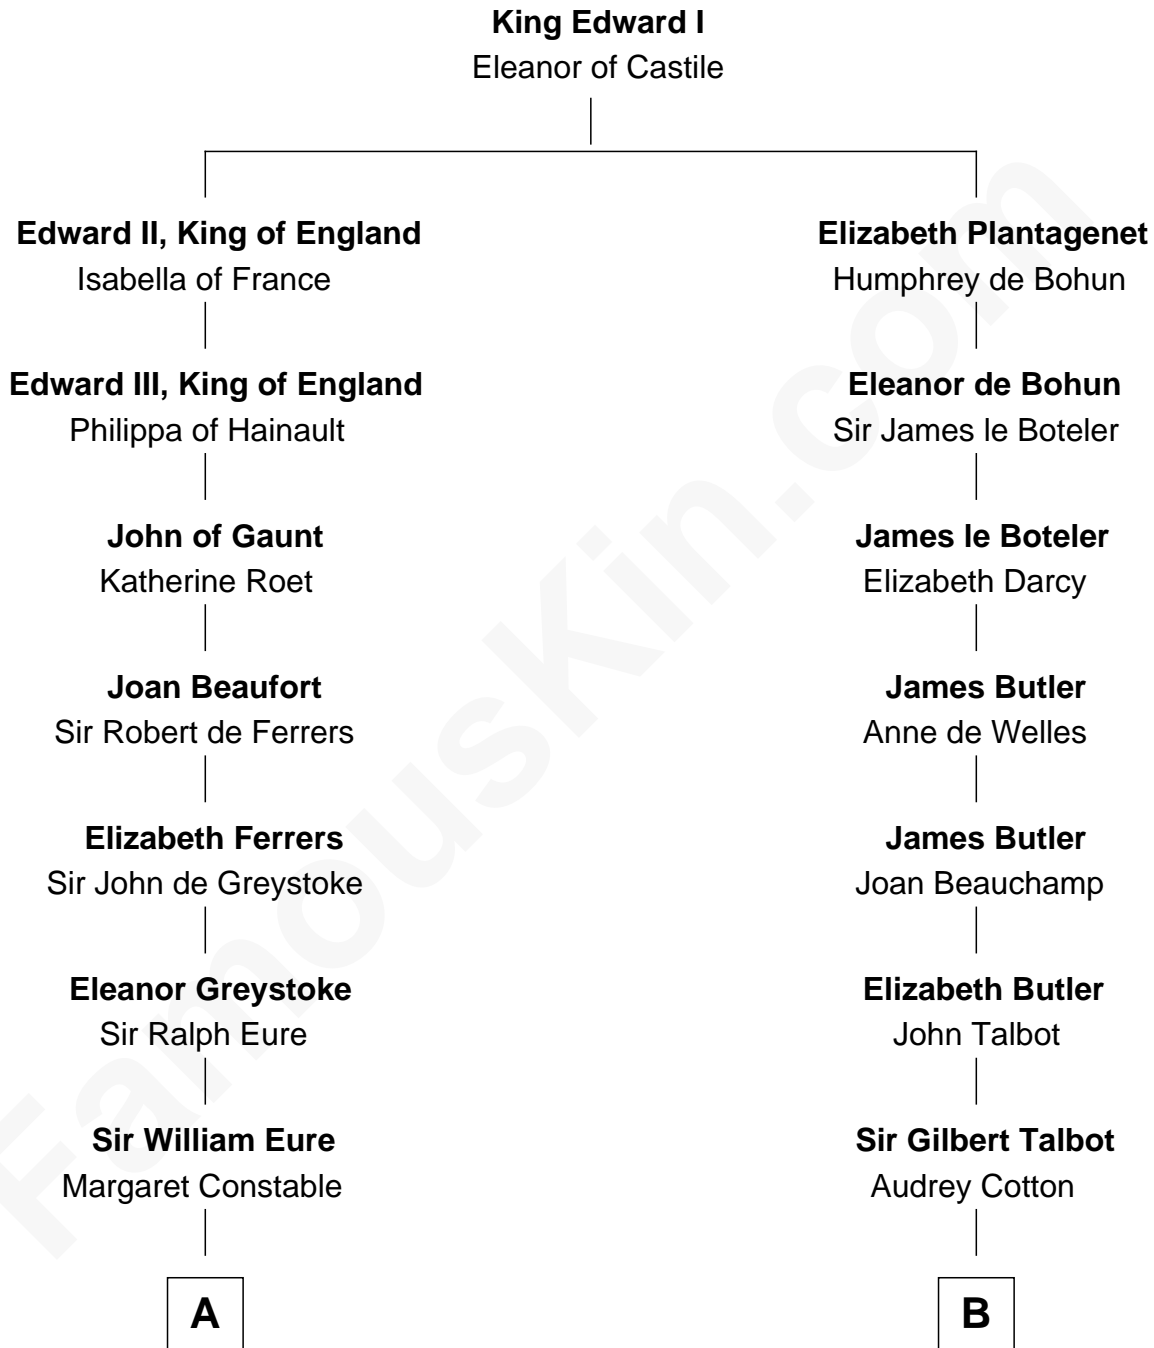 King Edward I
Eleanor of Castile
Edward II, King of England
Isabella of France
Edward III, King of England
Philippa of Hainault
John of Gaunt
Katherine Roet
Joan Beaufort
Sir Robert de Ferrers
Elizabeth Ferrers
Sir John de Greystoke
Eleanor Greystoke
Sir Ralph Eure
Sir William Eure
Margaret Constable
A
Elizabeth Plantagenet
Humphrey de Bohun
Eleanor de Bohun
Sir James le Boteler
James le Boteler
Elizabeth Darcy
James Butler
Anne de Welles
James Butler
Joan Beauchamp
Elizabeth Butler
John Talbot
Sir Gilbert Talbot
Audrey Cotton
B
FamousKin.com